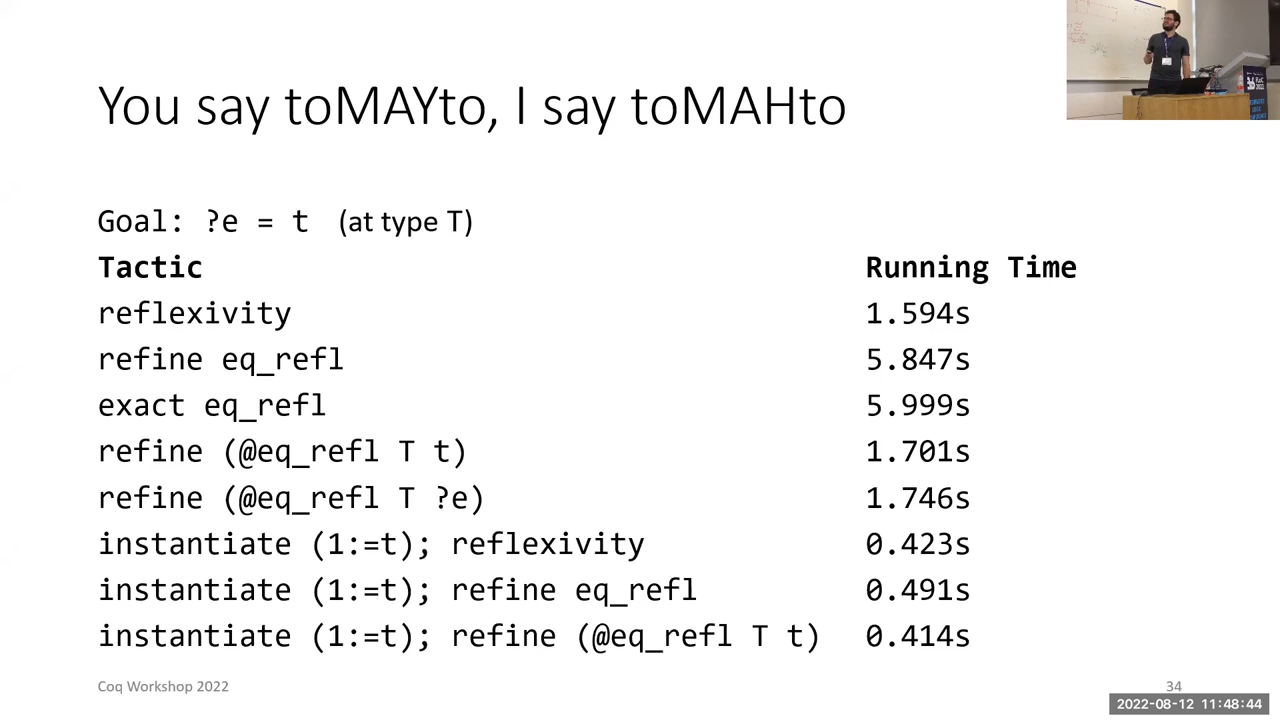 You say toMAYto, I say toMAHto
Goal: ?e = t (at type T)
Tactic Running Time
reflexivity 1.594s
refine eq_refl 5.847s
exact eq_refl 5.999s
refine (@eq_refl T t) 1.701s
refine (@eq_refl T ?e) 1.746s
instantiate (1:=t); reflexivity 0.423s
instantiate (1:=t); refine eq_refl 0.491s
instantiate (1:=t); refine (@eq_refl T t) 0.414s
Coq Workshop 2022 34
2022-08-12 11:48:44